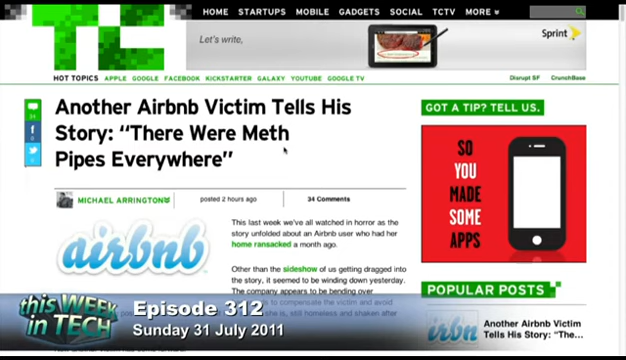 TC
HOME STARTUPS MOBILE GADGETS SOCIAL TCTV MORE
Let's write,
Sprint
HOT TOPICS APPLE GOOGLE FACEBOOK KICKSTARTER GALAXY YOUTUBE GOOGLE TV
Disrupt SF CrunchBase
34
Another Airbnb Victim Tells His
Story: “There Were Meth
Pipes Everywhere”
MICHAEL ARRINGTON
posted 2 hours ago
34 Comments
airbnb
This last week we've all watched in horror as the
story unfolded about an Airbnb user who had her
home ransacked a month ago.
Other than the sideshow of us getting dragged into
the story, it seemed to be winding down yesterday.
The company appears to be bending over
to compensate the victim and avoid
she is, still homeless and shaken after
GOT A TIP? TELL US.
SO
YOU
MADE
SOME
APPS
POPULAR POSTS
Another Airbnb Victim
Tells His Story: “The...
this WEEK
in TECH
Episode 312
Sunday 31 July 2011